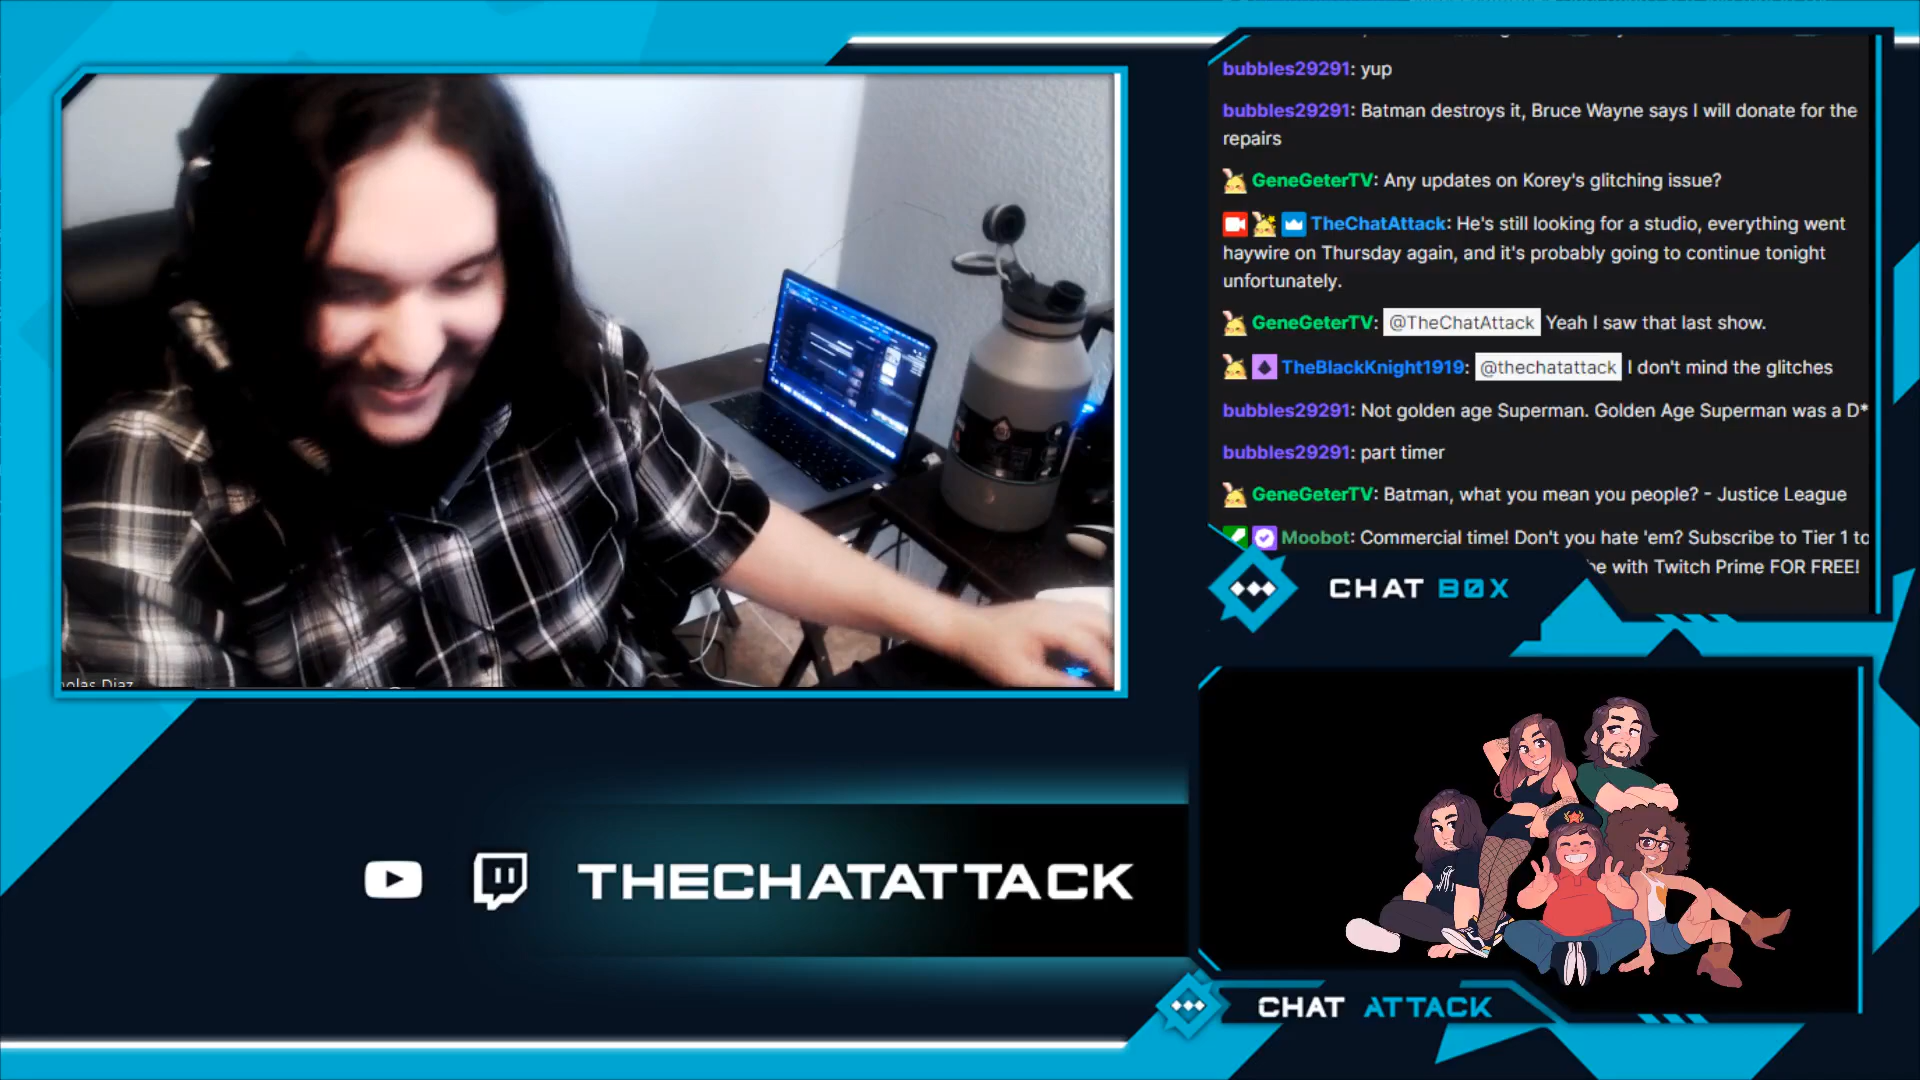 bubbles29291: yup
bubbles29291: Batman destroys it, Bruce Wayne says I will donate for the
repairs
GeneGeterTV: Any updates on Korey's glitching issue?
TheChatAttack: He's still looking for a studio, everything went
haywire on Thursday again, and it's probably going to continue tonight
unfortunately.
GeneGeterTV: @TheChatAttack Yeah I saw that last show.
TheBlackKnight1919: @thechatattack I don't mind the glitches
bubbles29291: Not golden age Superman. Golden Age Superman was a D*
bubbles29291: part timer
GeneGeterTV: Batman, what you mean you people? - Justice League
Moobot: Commercial time! Don't you hate 'em? Subscribe to Tier 1 to
be with Twitch Prime FOR FREE!
CHAT BOX
olas Diaz
THECHATATTACK
CHAT ATTACK